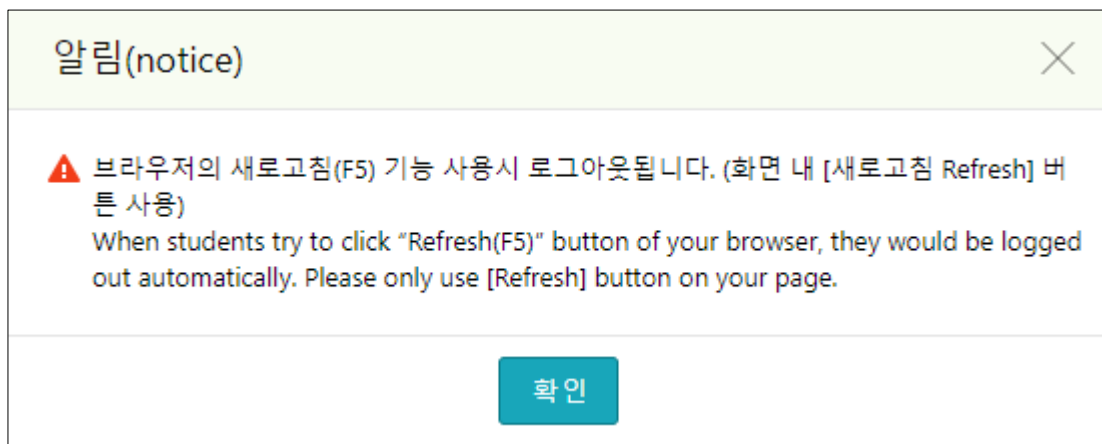 알림(notice)
브라우저의 새로고침(F5) 기능 사용시 로그아웃됩니다. (화면 내 [새로고침 Refresh] 버
튼 사용)
When students try to click “Refresh(F5)” button of your browser, they would be logged
out automatically. Please only use [Refresh] button on your page.
확인